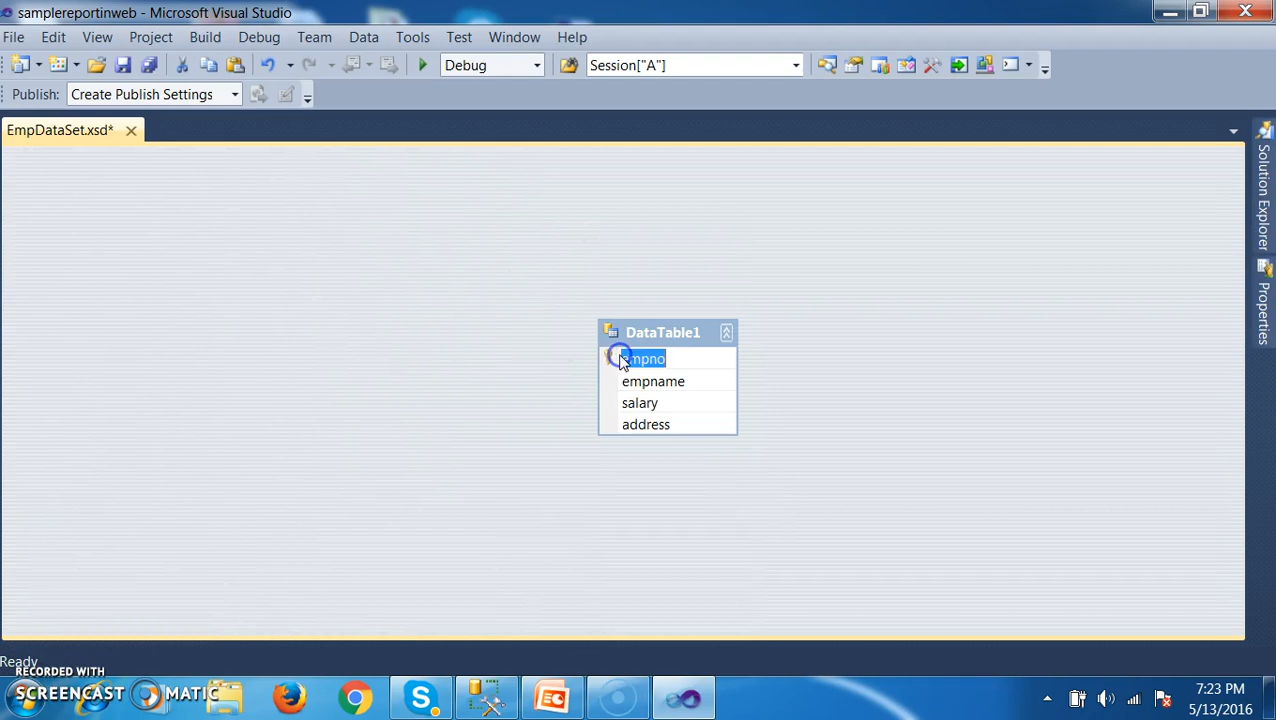 samplereportinweb - Microsoft Visual Studio
File Edit View Project Build Debug Team Data Tools Test Window Help
Debug Session["A"]
Publish: Create Publish Settings
EmpDataSet.xsd*
Solution Explorer
Properties
DataTable1
empno
empname
salary
address
Ready
RECORDED WITH
SCREENCAST MATIC
7:23 PM
5/13/2016